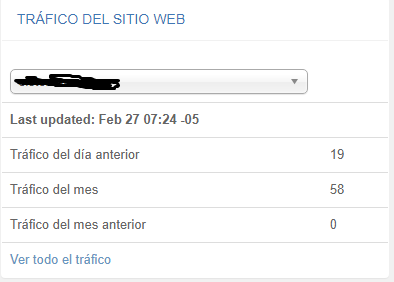 TRÁFICO DEL SITIO WEB
Last updated: Feb 27 07:24 -05
Tráfico del día anterior 19
Tráfico del mes 58
Tráfico del mes anterior 0
Ver todo el tráfico